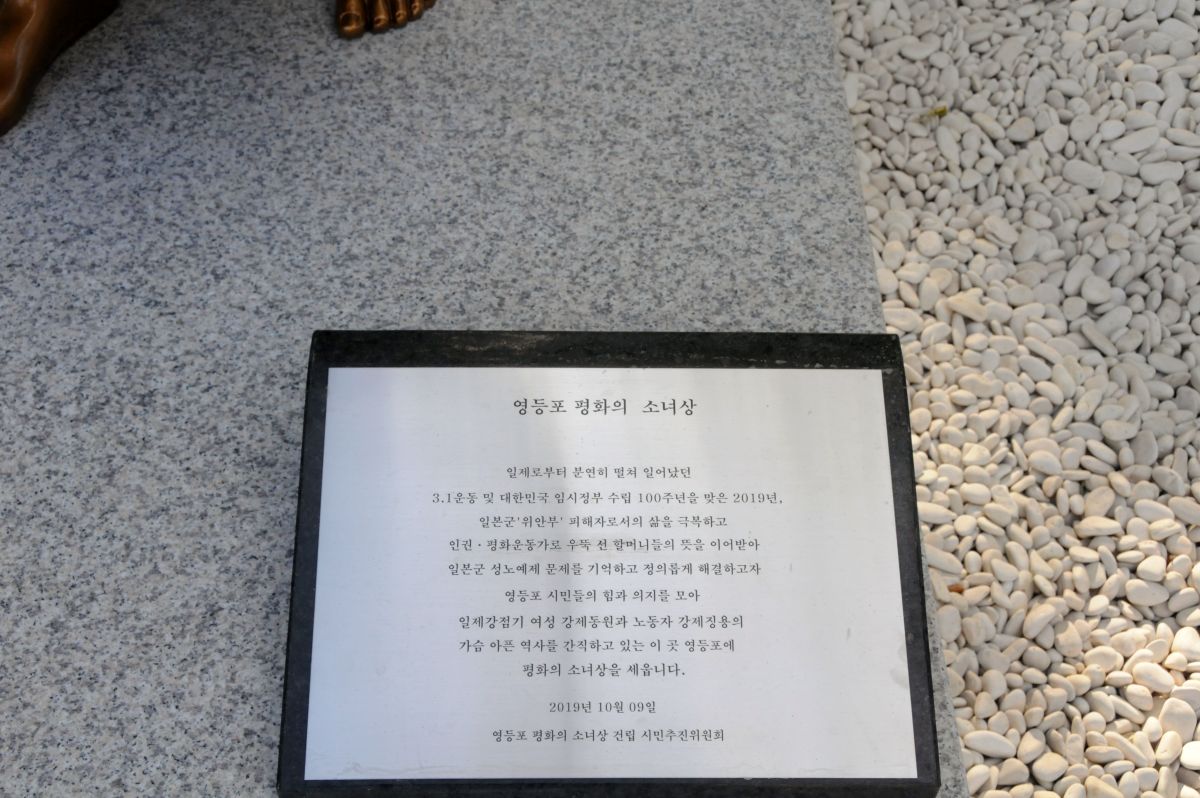 영등포 평화의 소녀상
일제로부터 분연히 떨쳐 일어났던
3.1운동 및 대한민국 임시정부 수립 100주년을 맞은 2019년,
일본군'위안부' 피해자로서의 삶을 극복하고
인권·평화운동가로 우뚝 선 할머니들의 뜻을 이어받아
일본군 성노예제 문제를 기억하고 정의롭게 해결하고자
영등포 시민들의 힘과 의지를 모아
일제강점기 여성 강제동원과 노동자 강제징용의
가슴 아픈 역사를 간직하고 있는 이 곳 영등포에
평화의 소녀상을 세웁니다.
2019년 10월 09일
영등포 평화의 소녀상 건립 시민추진위원회